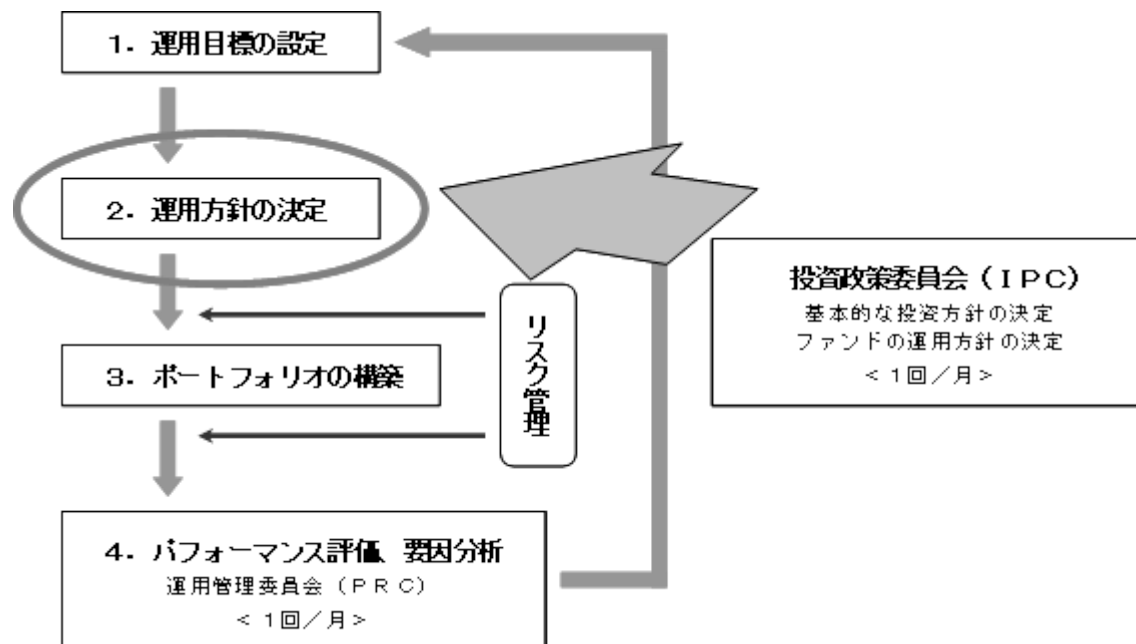 １．運用目標の設定
２．運用方針の決定
リスク管理
投資政策委員会（ＩＰＣ）
基本的な投資方針の決定
ファンドの運用方針の決定
＜１回／月＞
３．ポートフォリオの構築
４．パフォーマンス評価、要因分析
運用管理委員会（ＰＲＣ）
＜１回／月＞